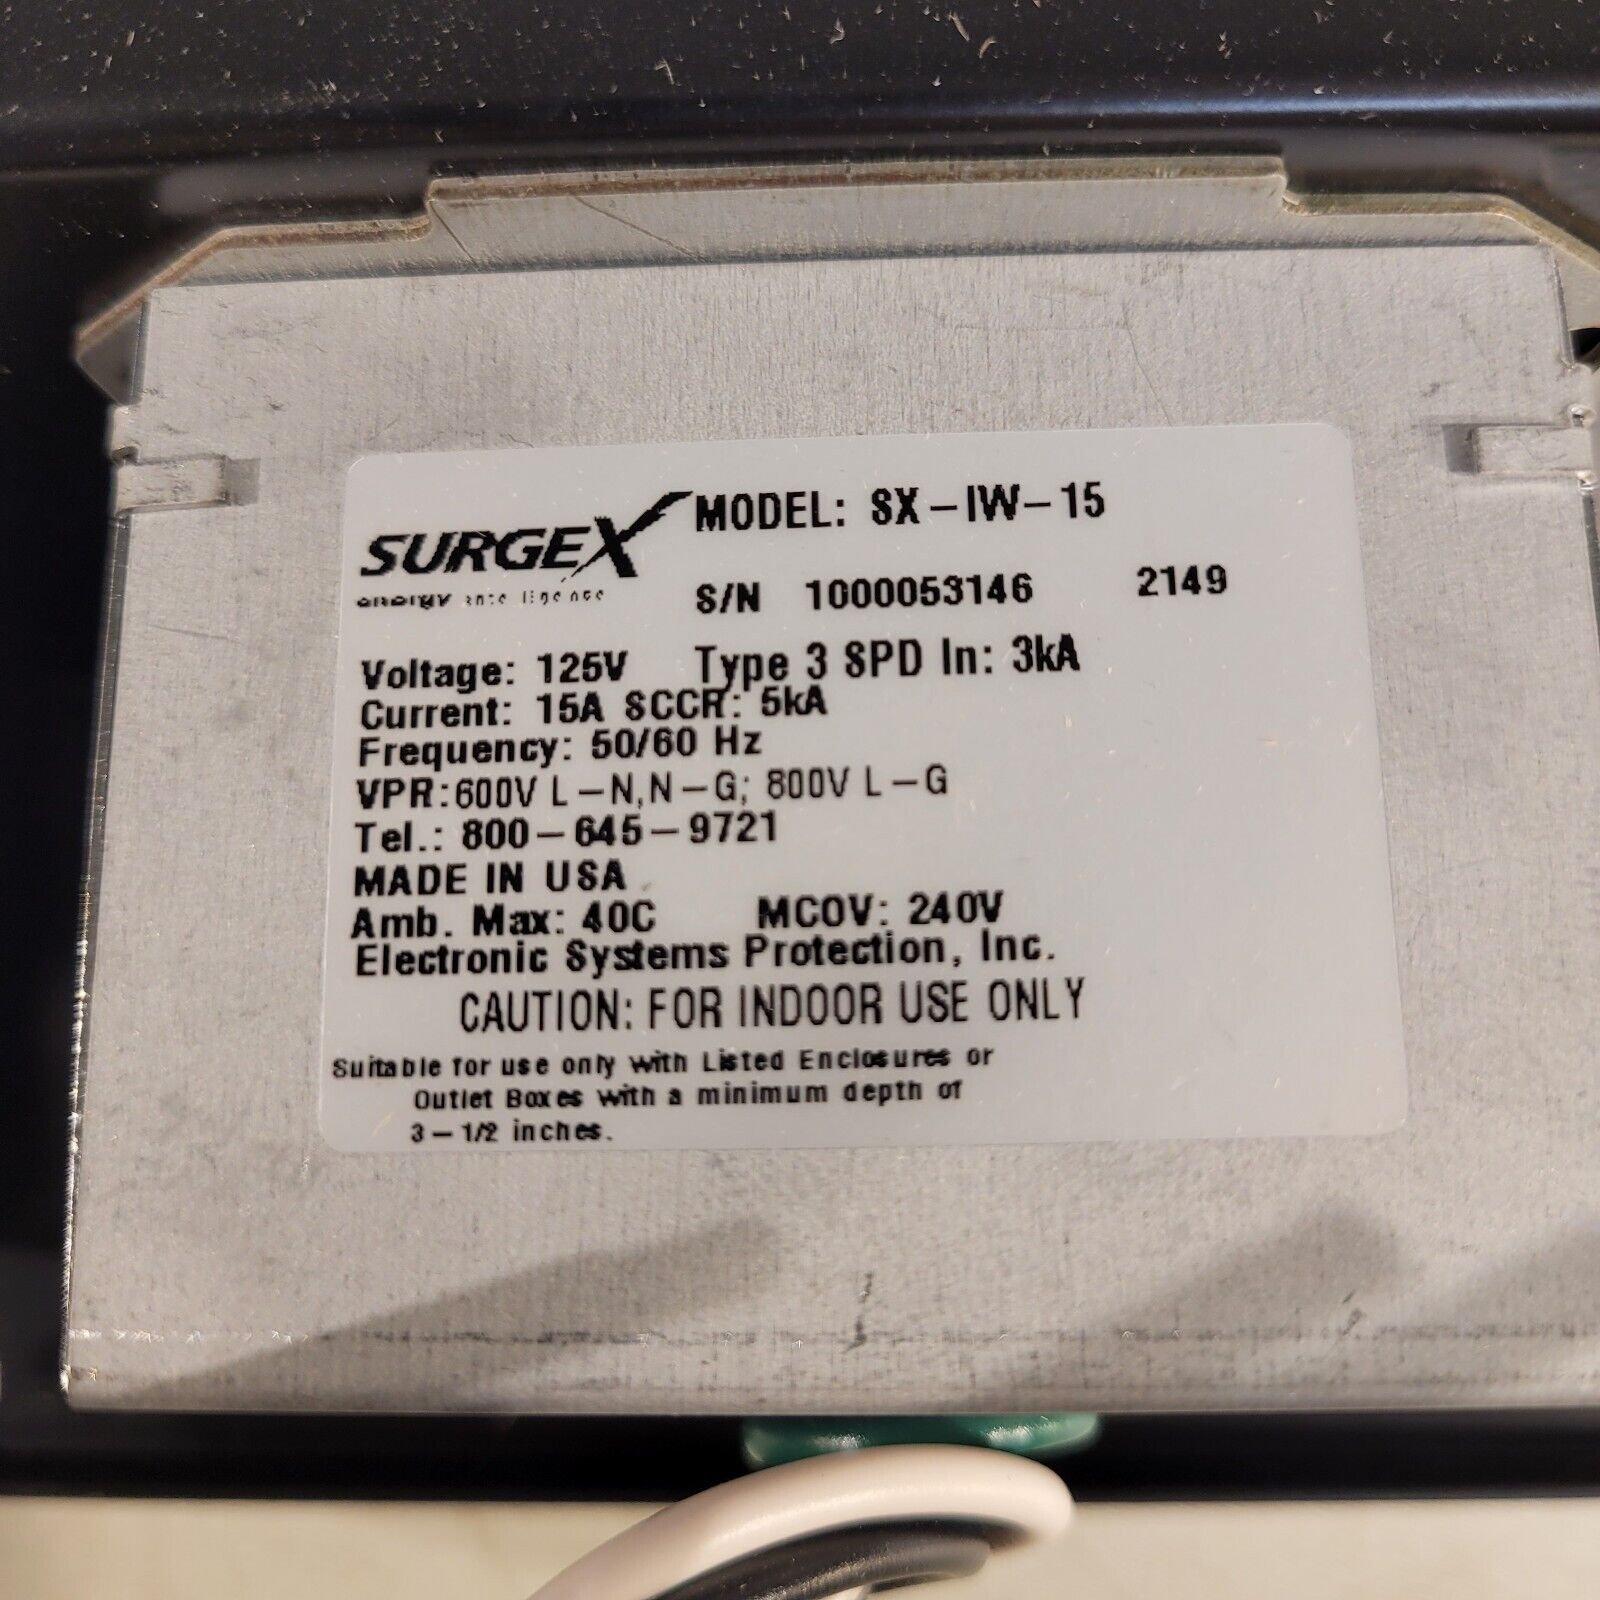 SURGEX MODEL: SX-IW-15
energy intelligence
S/N 1000053146 2149
Voltage: 125V Type 3 SPD In: 3kA
Current: 15A SCCR: 5kA
Frequency: 50/60 Hz
VPR:600V L-N,N-G; 800V L-G
Tel.: 800-645-9721
MADE IN USA
Amb. Max: 40C MCOV: 240V
Electronic Systems Protection, Inc.
CAUTION: FOR INDOOR USE ONLY
Suitable for use only with Listed Enclosures or
Outlet Boxes with a minimum depth of
3-1/2 inches.